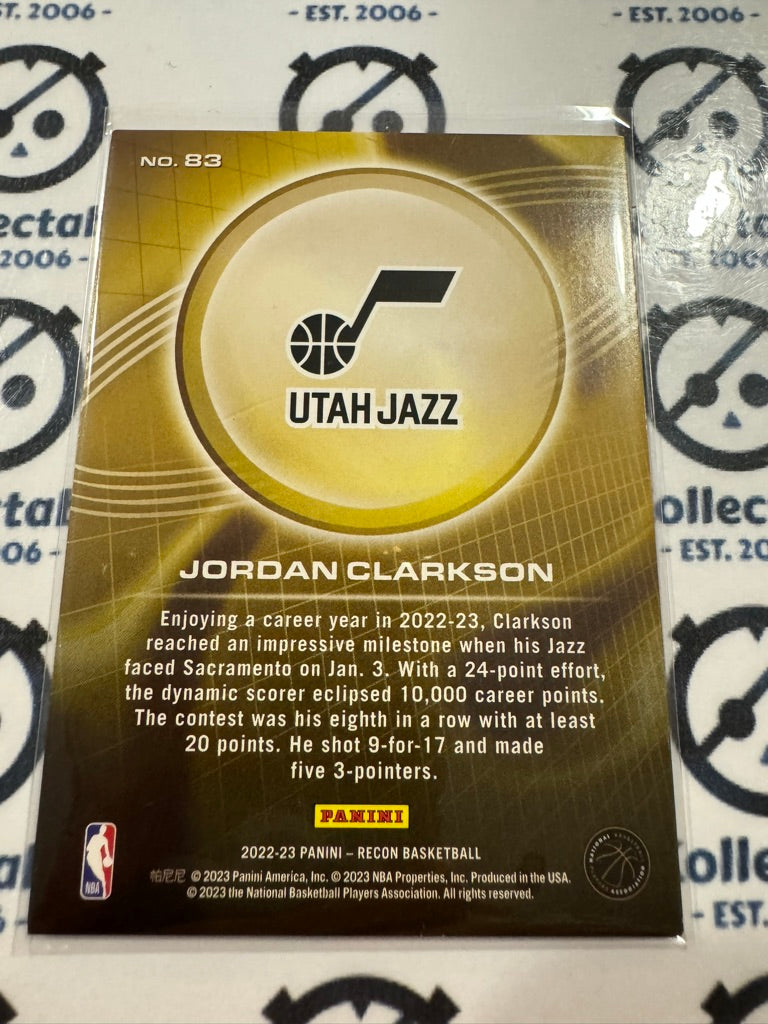 - EST. 2006 -
- EST. 2006 -
- EST. 2006 -
NO. 83
UTAH JAZZ
JORDAN CLARKSON
Enjoying a career year in 2022-23, Clarkson
reached an impressive milestone when his Jazz
faced Sacramento on Jan. 3. With a 24-point effort,
the dynamic scorer eclipsed 10,000 career points.
The contest was his eighth in a row with at least
20 points. He shot 9-for-17 and made
five 3-pointers.
PANINI
NBA
2022-23 PANINI – RECON BASKETBALL
帕尼尼 © 2023 Panini America, Inc. © 2023 NBA Properties, Inc. Produced in the USA.
© 2023 the National Basketball Players Association. All rights reserved.
NATIONAL BASKETBALL
PLAYERS ASSOCIATION